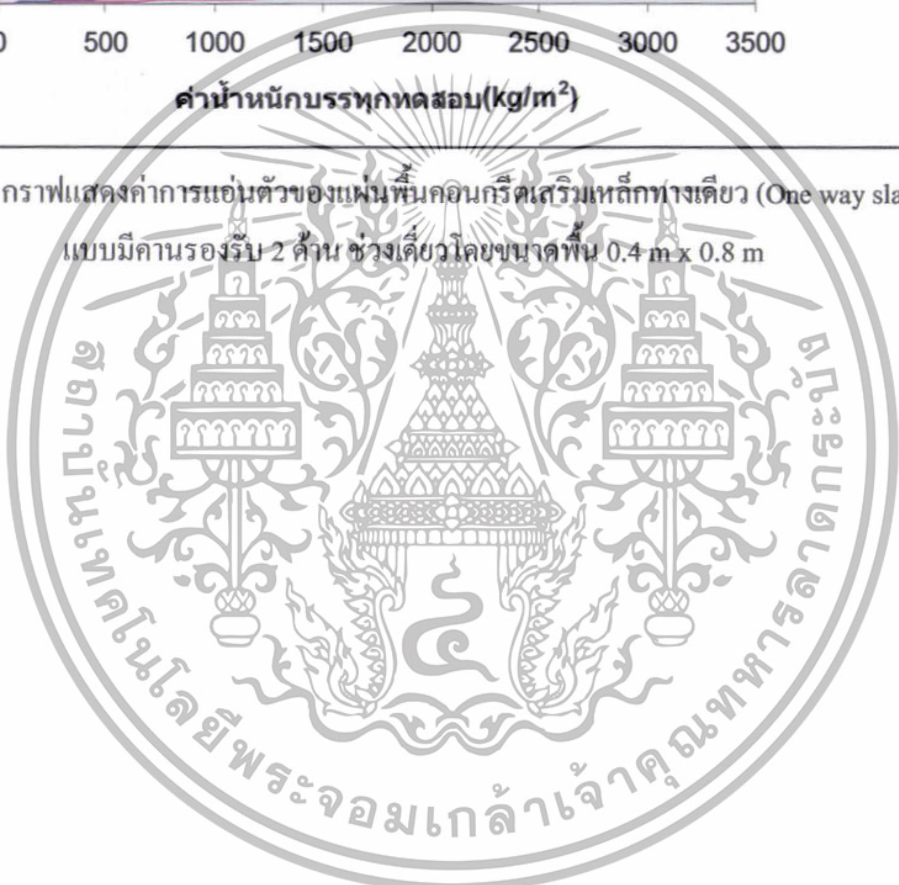 0 500 1000 1500 2000 2500 3000 3500
ค่าน้ำหนักบรรทุกทดสอบ(kg/m²)
กราฟแสดงค่าการแอ่นตัวของแผ่นพื้นคอนกรีตเสริมเหล็กทางเดียว (One way sla
แบบมีคานรองรับ 2 ด้าน ช่วงเดียวโดยขนาดพื้น 0.4 m x 0.8 m
สถาบันเทคโนโลยีพระจอมเกล้าเจ้าคุณทหารลาดกระบัง